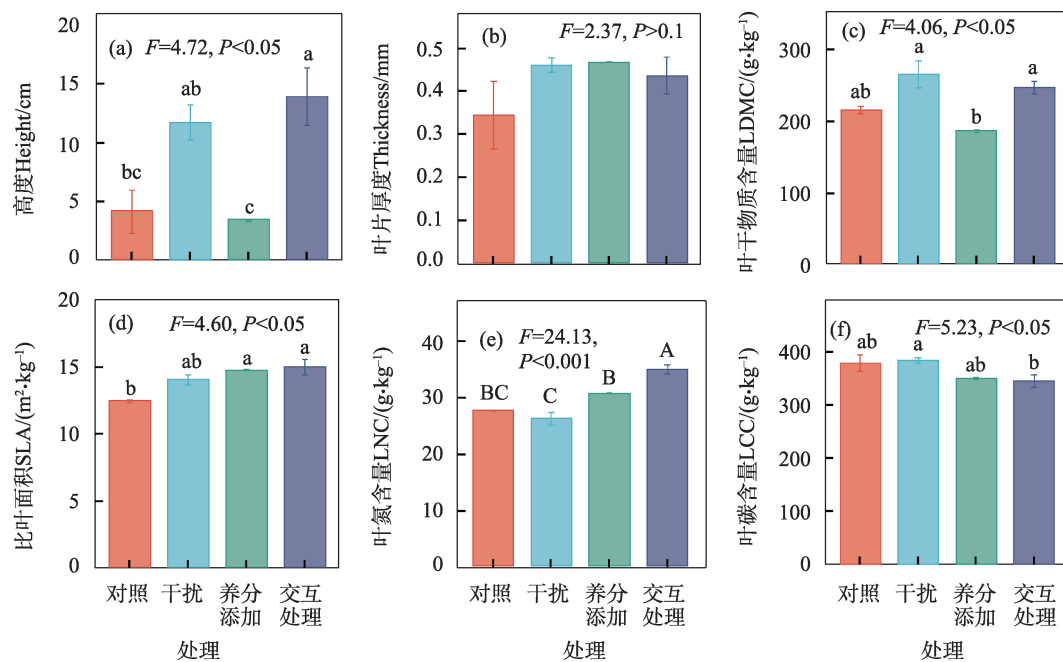 高度Height/cm
20
15
10
5
0
(a)
F=4.72, P<0.05
bc
ab
c
a
叶片厚度Thickness/mm
0.5
0.4
0.3
0.2
0.1
0.0
(b)
F=2.37, P>0.1
叶干物质含量LDMC/(g·kg⁻¹)
300
200
100
0
(c)
F=4.06, P<0.05
ab
a
b
a
比叶面积SLA/(m²·kg⁻¹)
20
15
10
5
0
(d)
F=4.60, P<0.05
b
ab
a
a
对照
干扰
养分
添加
交互
处理
处理
叶氮含量LNC/(g·kg⁻¹)
40
30
20
10
0
(e)
F=24.13,
P<0.001
BC
C
B
A
对照
干扰
养分
添加
交互
处理
处理
叶碳含量LCC/(g·kg⁻¹)
400
300
400
100
0
(f)
F=5.23, P<0.05
ab
a
ab
b
对照
干扰
养分
添加
交互
处理
处理